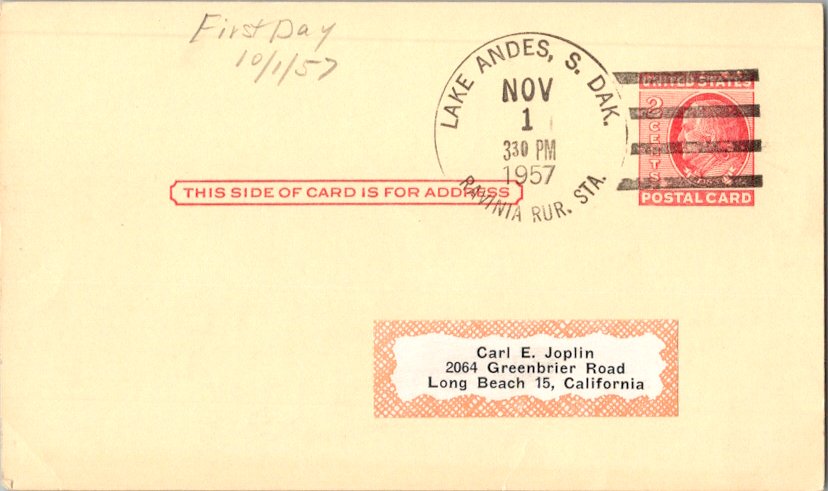 First Day
10/1/57
LAKE ANDES, S. DAK.
NOV
1
330 PM
1957
RAVINIA RUR. STA.
UNITED STATES
2 CENTS
POSTAL CARD
THIS SIDE OF CARD IS FOR ADDRESS
Carl E. Joplin
2064 Greenbrier Road
Long Beach 15, California